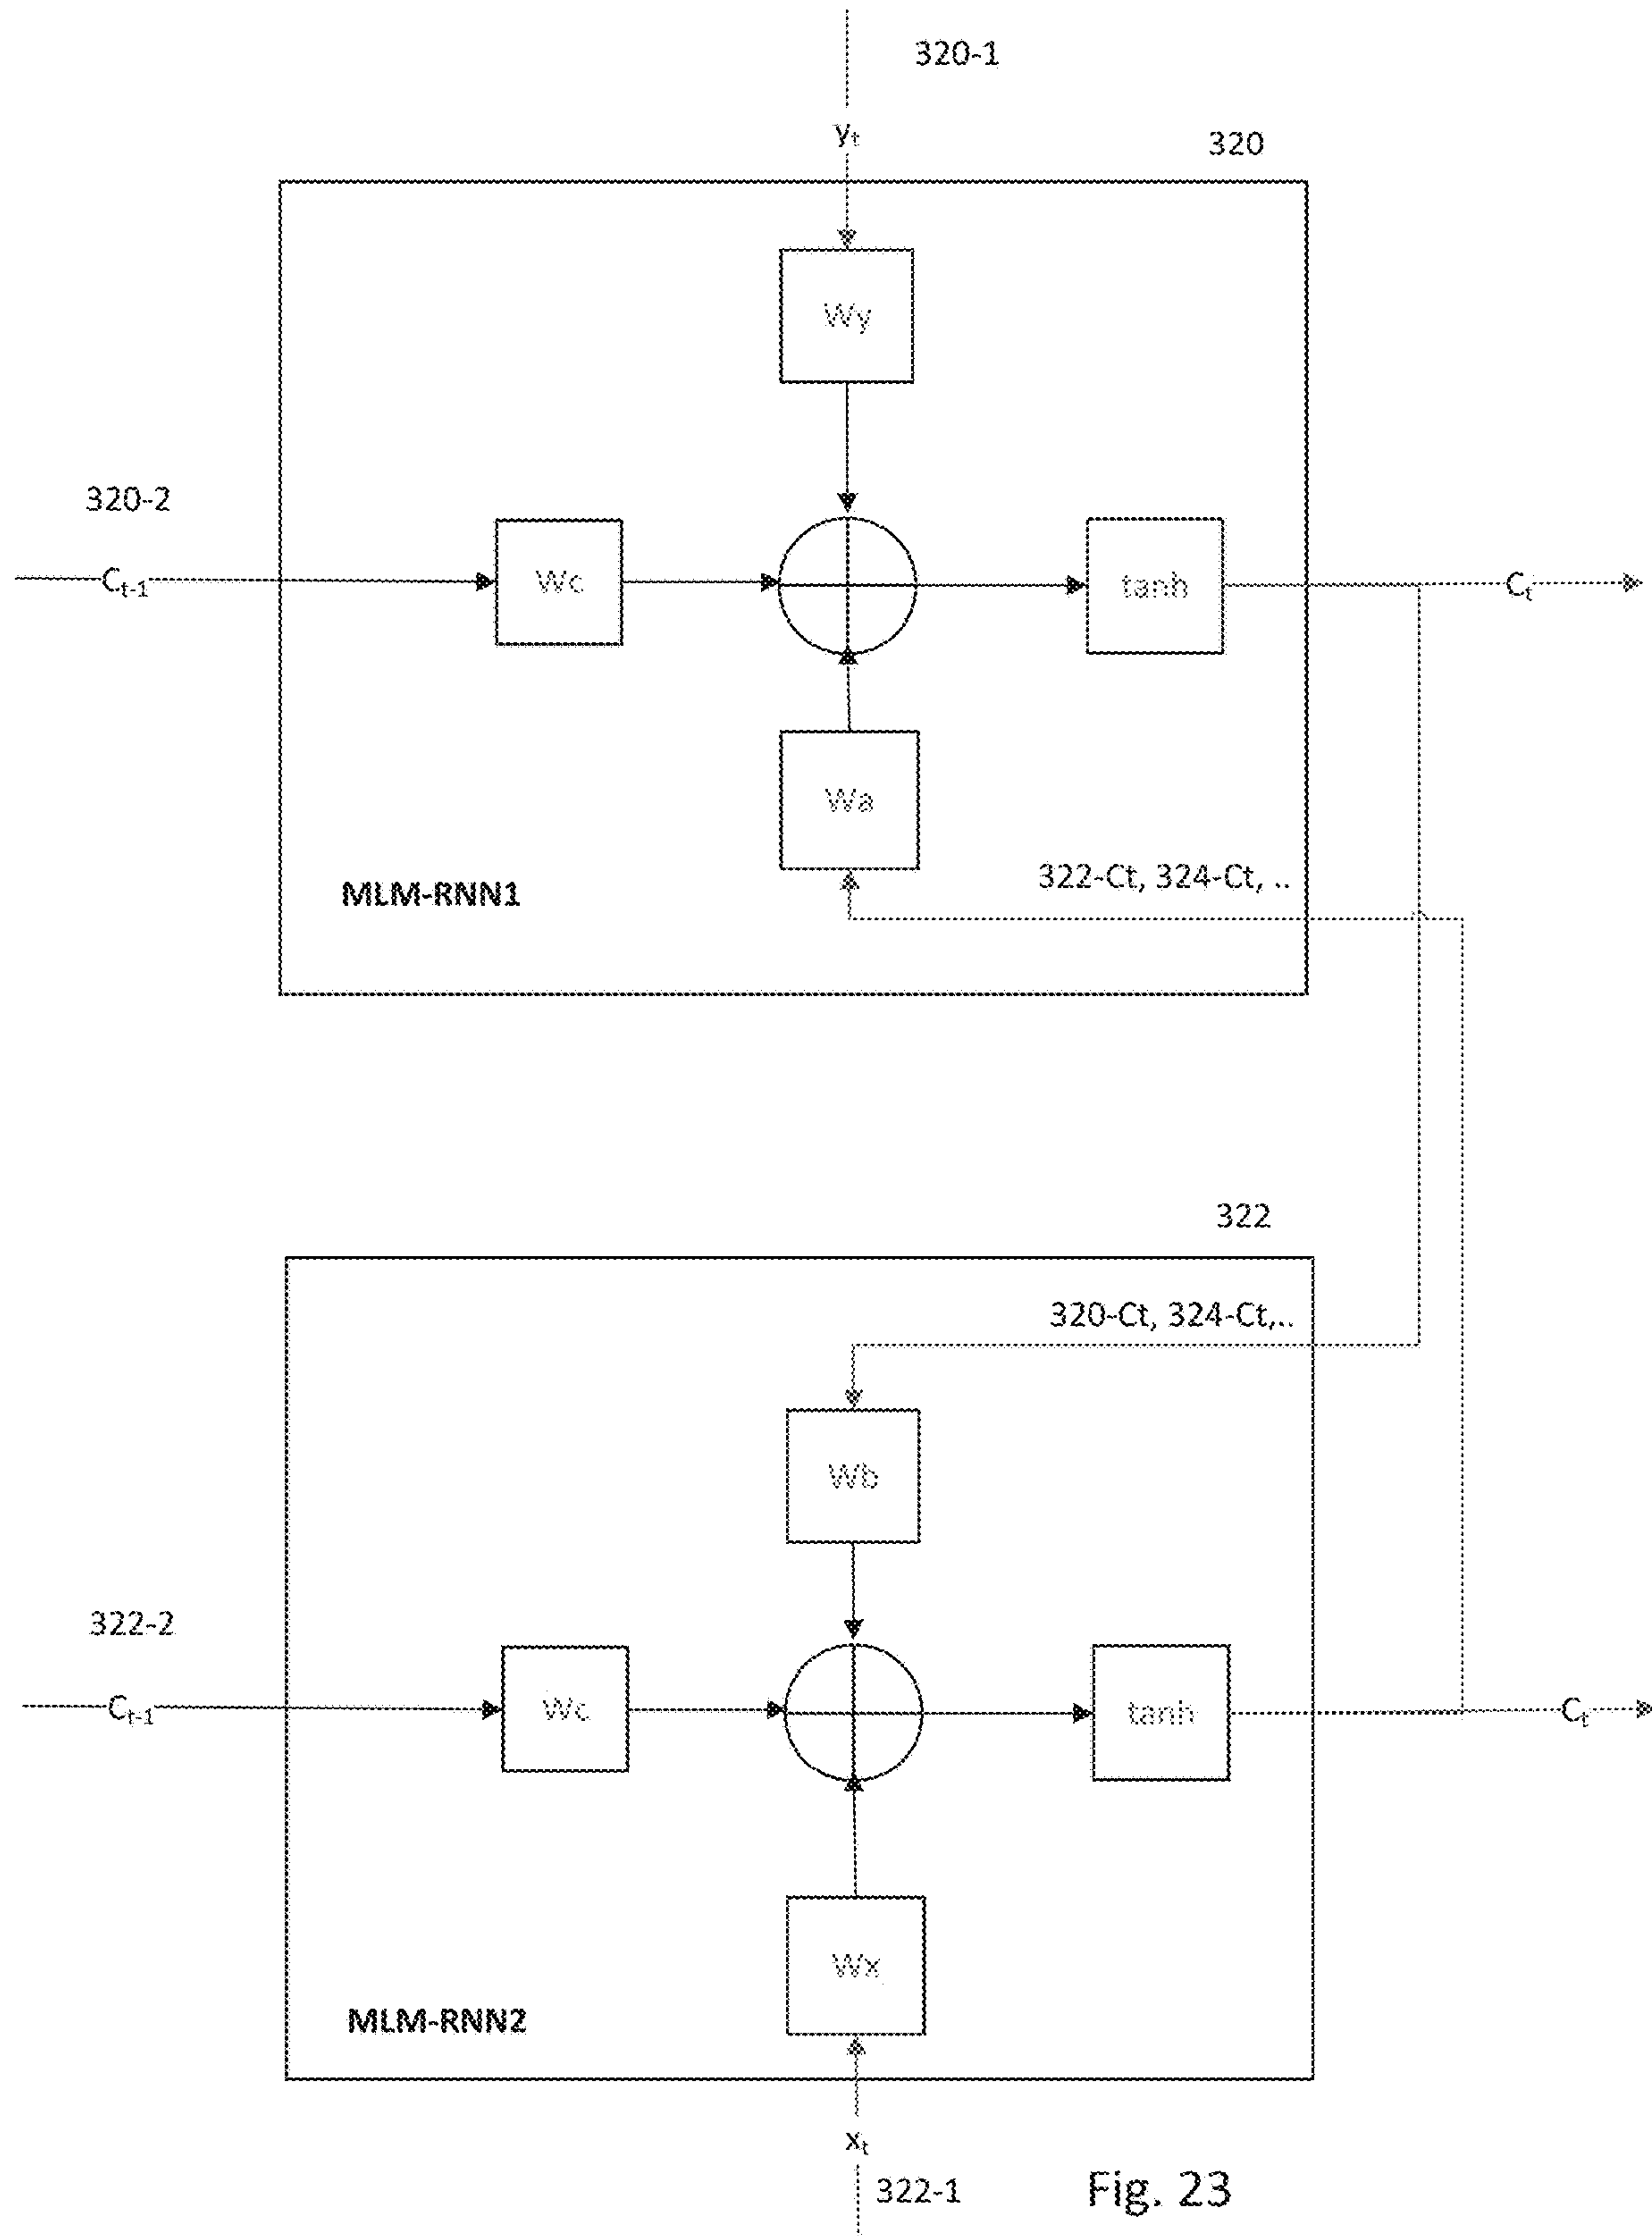 320-1
yt
320
Wy
320-2
Ct-1
Wc
tanh
Ct
Wa
322-Ct, 324-Ct, ..
MLM-RNN1
322
320-Ct, 324-Ct,..
Wb
322-2
Ct-1
Wc
tanh
Ct
Wx
MLM-RNN2
xt
322-1
Fig. 23